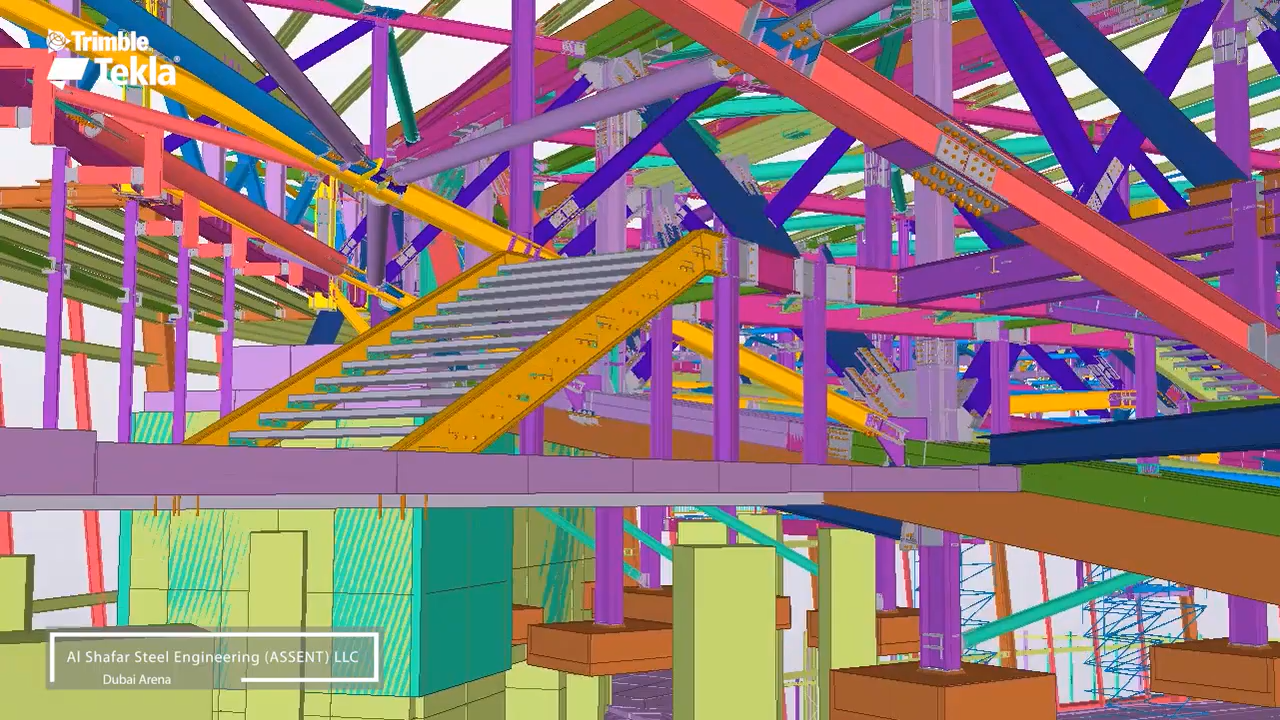 Trimble
Tekla®
Al Shafar Steel Engineering (ASSENT) LLC
Dubai Arena